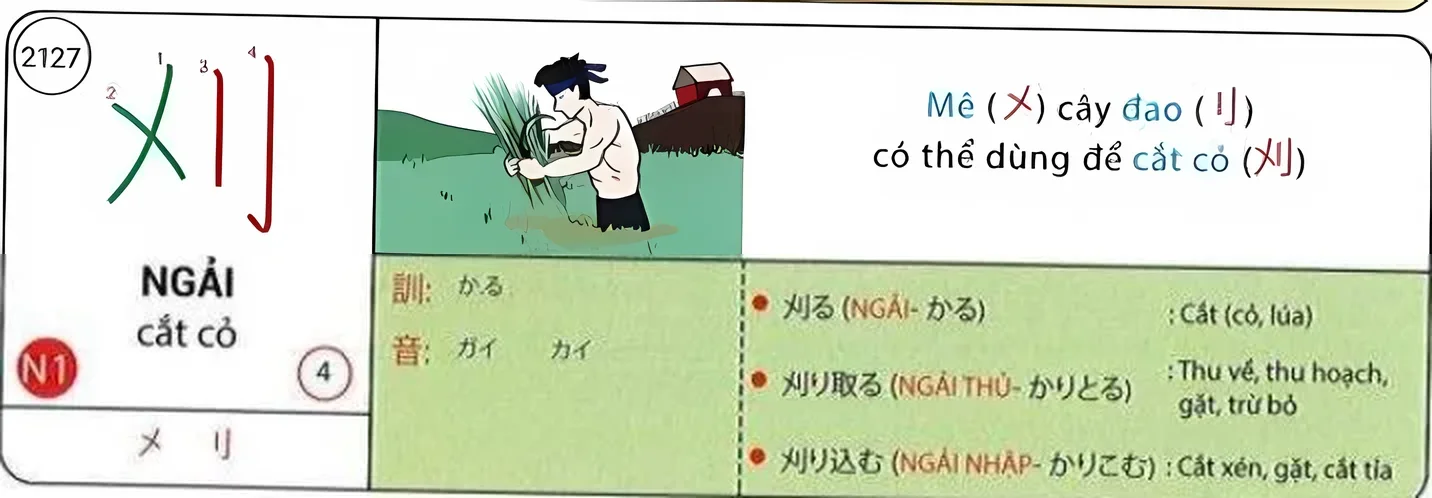 2127
1 2 3 4
刈
NGẢI
cắt cỏ
N1
4
メ 刂
Mê (メ) cây đao (刂)
có thể dùng để cắt cỏ (刈)
訓: かる
音: ガイ カイ
刈る (NGẢI- かる) : Cắt (cỏ, lúa)
刈り取る (NGẢI THỦ- かりとる) : Thu về, thu hoạch,
gặt, trừ bỏ
刈り込む (NGẢI NHẬP- かりこむ) : Cắt xén, gặt, cắt tỉa